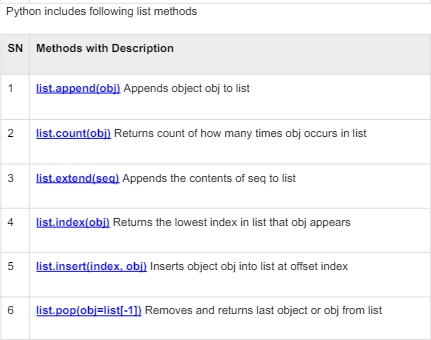 Python includes following list methods
SN Methods with Description
1 list.append(obj) Appends object obj to list
2 list.count(obj) Returns count of how many times obj occurs in list
3 list.extend(seq) Appends the contents of seq to list
4 list.index(obj) Returns the lowest index in list that obj appears
5 list.insert(index, obj) Inserts object obj into list at offset index
6 list.pop(obj=list[-1]) Removes and returns last object or obj from list